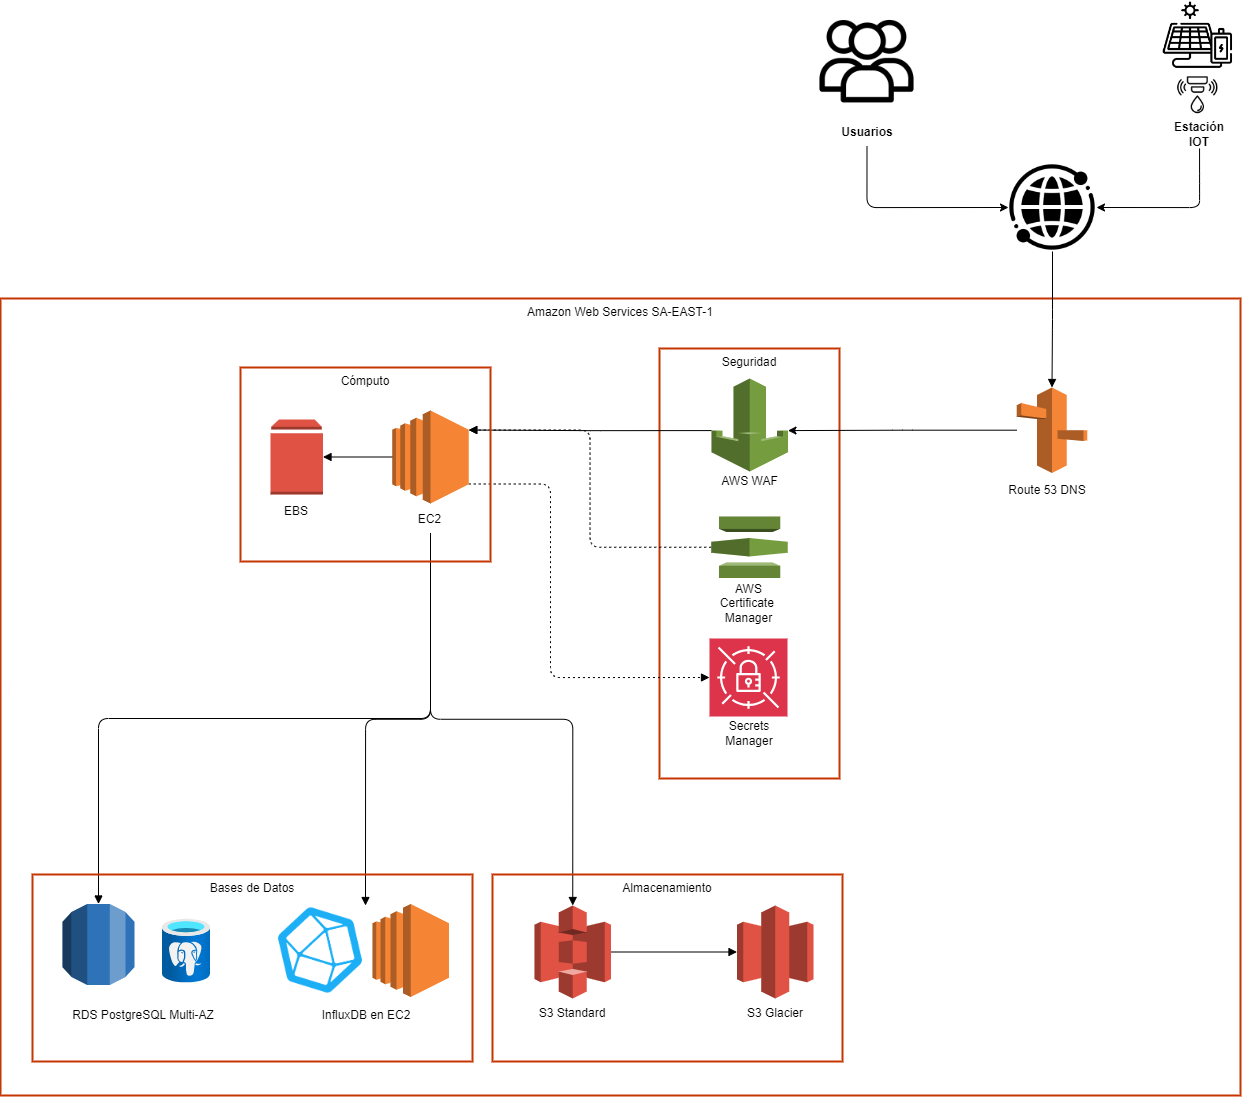 Usuarios
Estación
IOT
Amazon Web Services SA-EAST-1
Seguridad
Cómputo
AWS WAF
Route 53 DNS
EBS
EC2
AWS
Certificate
Manager
Secrets
Manager
Bases de Datos
Almacenamiento
RDS PostgreSQL Multi-AZ
InfluxDB en EC2
S3 Standard
S3 Glacier